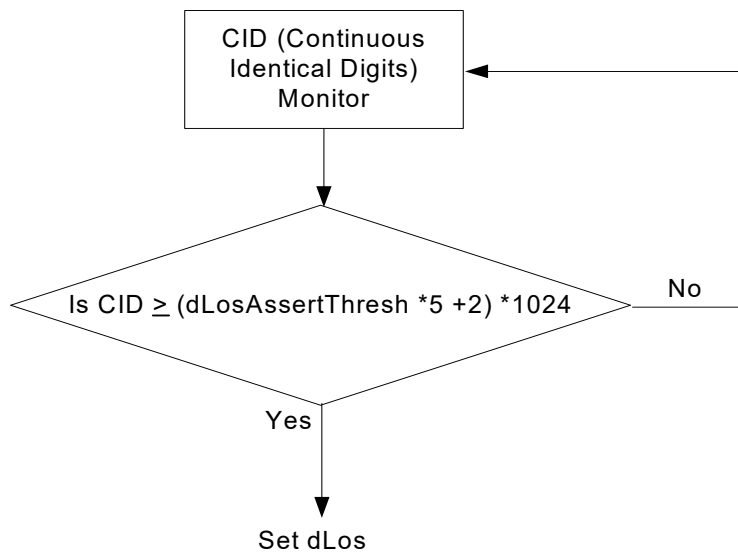 CID (Continuous
Identical Digits)
Monitor
Is CID ≥ (dLosAssertThresh *5 +2) *1024
No
Yes
Set dLos